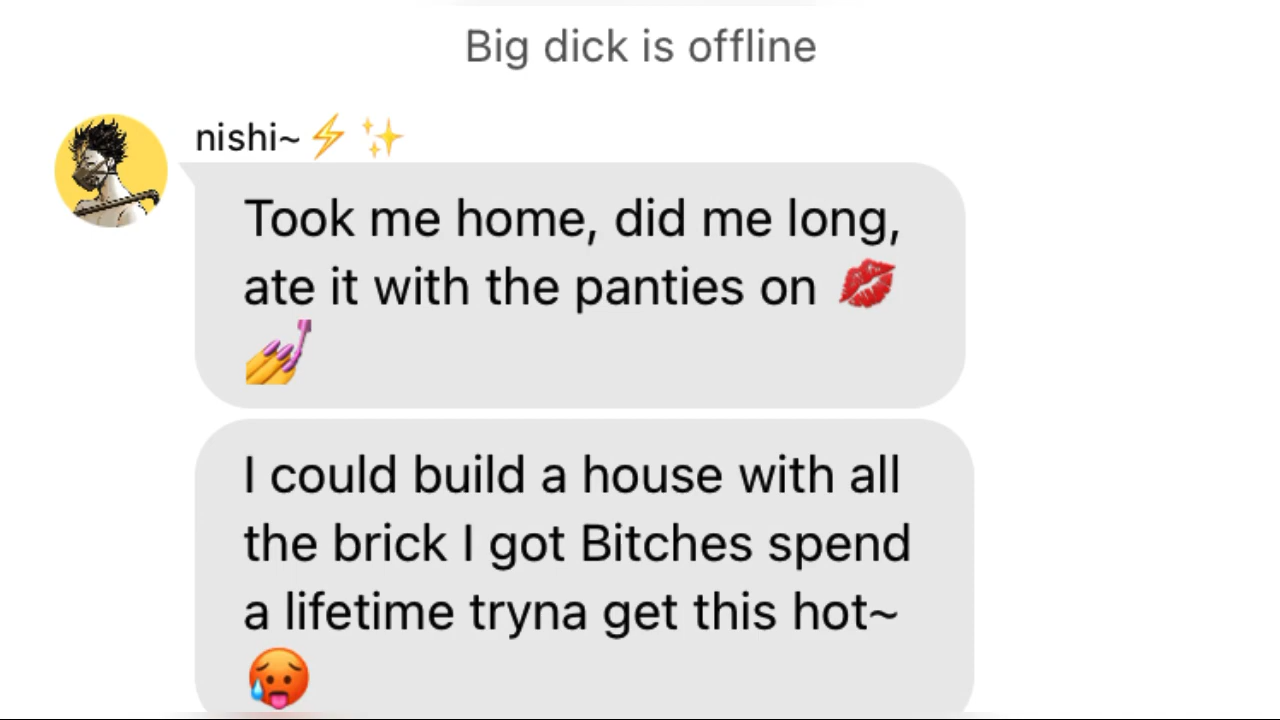 Big dick is offline
nishi~⚡✨
Took me home, did me long,
ate it with the panties on 💋
💅
I could build a house with all
the brick I got Bitches spend
a lifetime tryna get this hot~
🥵